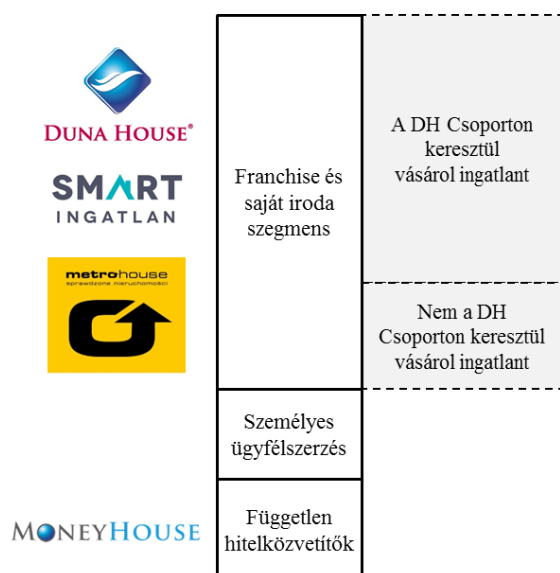 DUNA HOUSE®
SMART
INGATLAN
metrohouse
sprawdzone nieruchomości
MONEYHOUSE
Franchise és
saját iroda
szegmens
Személyes
ügyfélszerzés
Független
hitelközvetítők
A DH Csoporton
keresztül
vásárol ingatlant
Nem a DH
Csoporton keresztül
vásárol ingatlant